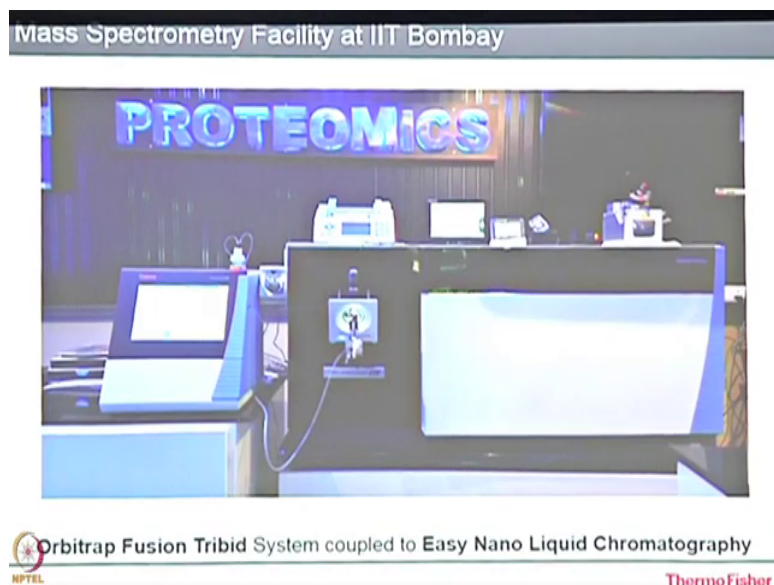 Mass Spectrometry Facility at IIT Bombay
PROTEOMICS
Orbitrap Fusion Tribid System coupled to Easy Nano Liquid Chromatography
NPTEL
ThermoFisher